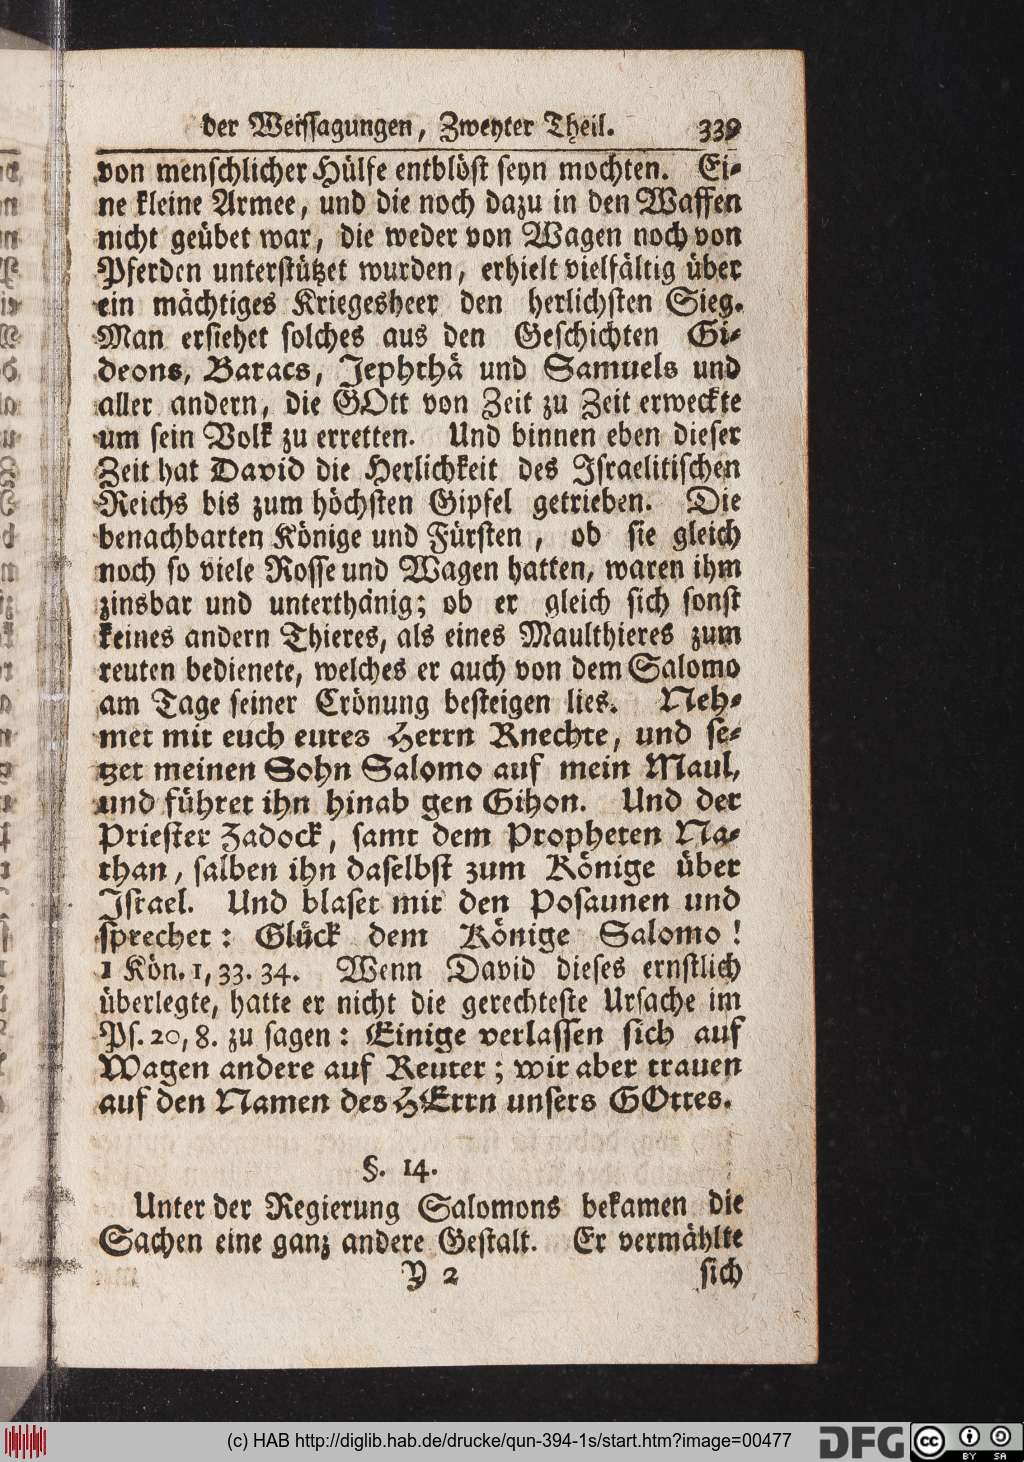 der Weissagungen, Zweyter Theil. 339
von menschlicher Hülfe entblöst seyn mochten. Ei-
ne kleine Armee, und die noch dazu in den Waffen
nicht geübet war, die weder von Wagen noch von
Pferden unterstützet wurden, erhielt vielfältig über
ein mächtiges Kriegesheer den herlichsten Sieg.
Man ersiehet solches aus den Geschichten Gi-
deons, Baracs, Jephthä und Samuels und
aller andern, die GOtt von Zeit zu Zeit erweckte
um sein Volk zu erretten. Und binnen eben dieser
Zeit hat David die Herlichkeit des Israelitischen
Reichs bis zum höchsten Gipfel getrieben. Die
benachbarten Könige und Fürsten, ob sie gleich
noch so viele Rosse und Wagen hatten, waren ihm
zinsbar und unterthänig; ob er gleich sich sonst
keines andern Thieres, als eines Maulthieres zum
reuten bedienete, welches er auch von dem Salomo
am Tage seiner Crönung besteigen lies. Neh-
met mit euch eures Herrn Knechte, und se-
tzet meinen Sohn Salomo auf mein Maul,
und führet ihn hinab gen Gihon. Und der
Priester Zadock, samt dem Propheten Na-
than, salben ihn daselbst zum Könige über
Israel. Und blaset mit den Posaunen und
sprechet: Glück dem Könige Salomo!
1 Kön. 1, 33. 34. Wenn David dieses ernstlich
überlegte, hatte er nicht die gerechteste Ursache im
Ps. 20, 8. zu sagen: Einige verlassen sich auf
Wagen andere auf Reuter; wir aber trauen
auf den Namen des HErrn unsers GOttes.
§. 14.
Unter der Regierung Salomons bekamen die
Sachen eine ganz andere Gestalt. Er vermählte
Y 2 sich
(c) HAB http://diglib.hab.de/drucke/qun-394-1s/start.htm?image=00477
DFG
cc BY SA